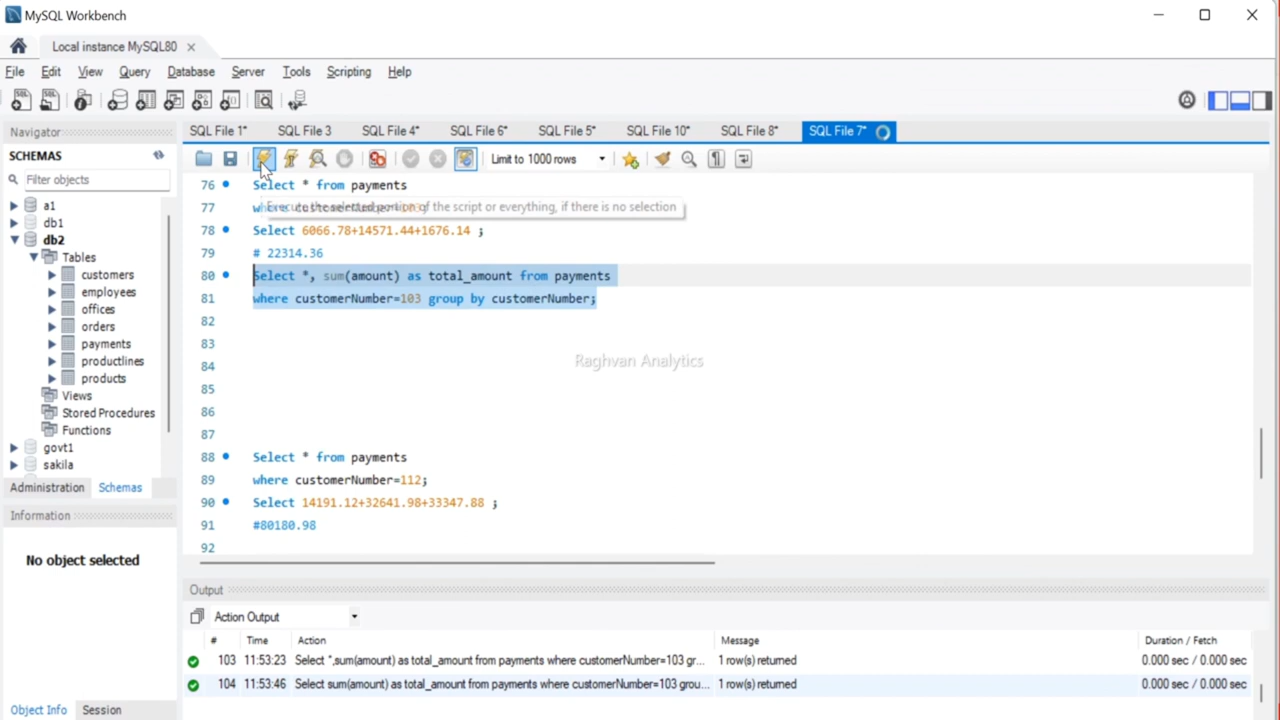 MySQL Workbench
Local instance MySQL80
File Edit View Query Database Server Tools Scripting Help
Navigator
SCHEMAS
Filter objects
a1
db1
db2
Tables
customers
employees
offices
orders
payments
productlines
products
Views
Stored Procedures
Functions
govt1
sakila
Administration Schemas
Information
No object selected
Object Info Session
SQL File 1* SQL File 3 SQL File 4* SQL File 6* SQL File 5* SQL File 10* SQL File 8* SQL File 7*
Limit to 1000 rows
76 Select * from payments
77 where customerNumber=103;
Execute the selected portion of the script or everything, if there is no selection
78 Select 6066.78+14571.44+1676.14 ;
79 # 22314.36
80 Select *, sum(amount) as total_amount from payments
81 where customerNumber=103 group by customerNumber;
82
83
84
Raghvan Analytics
85
86
87
88 Select * from payments
89 where customerNumber=112;
90 Select 14191.12+32641.98+33347.88 ;
91 #80180.98
92
Output
Action Output
# Time Action Message Duration / Fetch
103 11:53:23 Select *,sum(amount) as total_amount from payments where customerNumber=103 gr... 1 row(s) returned 0.000 sec / 0.000 sec
104 11:53:46 Select sum(amount) as total_amount from payments where customerNumber=103 grou... 1 row(s) returned 0.000 sec / 0.000 sec